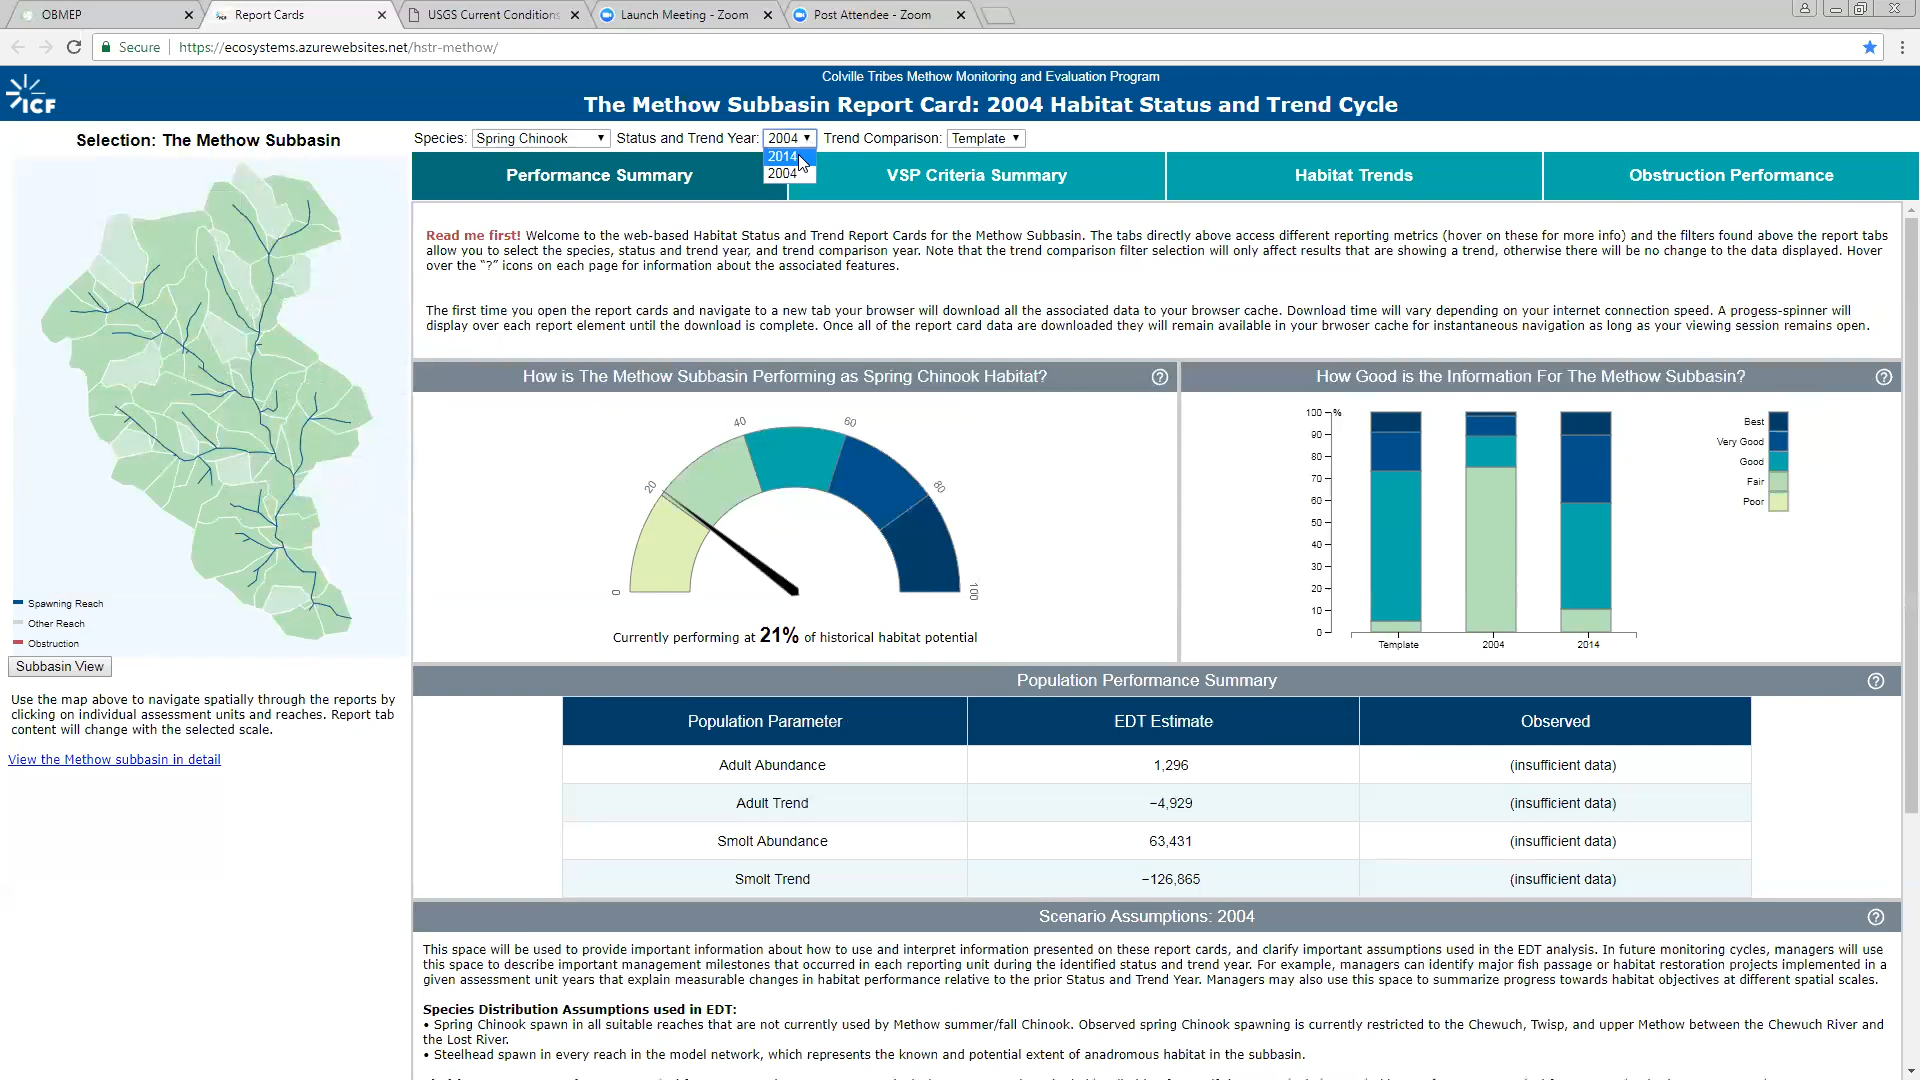 OBMEP
Report Cards
USGS Current Conditions
Launch Meeting - Zoom
Post Attendee - Zoom
Secure
https://ecosystems.azurewebsites.net/hstr-methow/
ICF
Colville Tribes Methow Monitoring and Evaluation Program
The Methow Subbasin Report Card: 2004 Habitat Status and Trend Cycle
Selection: The Methow Subbasin
Species: Spring Chinook Status and Trend Year: 2004 Trend Comparison: Template
2014
2004
Performance Summary
VSP Criteria Summary
Habitat Trends
Obstruction Performance
Read me first! Welcome to the web-based Habitat Status and Trend Report Cards for the Methow Subbasin. The tabs directly above access different reporting metrics (hover on these for more info) and the filters found above the report tabs
allow you to select the species, status and trend year, and trend comparison year. Note that the trend comparison filter selection will only affect results that are showing a trend, otherwise there will be no change to the data displayed. Hover
over the "?" icons on each page for information about the associated features.
The first time you open the report cards and navigate to a new tab your browser will download all the associated data to your browser cache. Download time will vary depending on your internet connection speed. A progess-spinner will
display over each report element until the download is complete. Once all of the report card data are downloaded they will remain available in your brwoser cache for instantaneous navigation as long as your viewing session remains open.
Spawning Reach
Other Reach
Obstruction
Subbasin View
Use the map above to navigate spatially through the reports by
clicking on individual assessment units and reaches. Report tab
content will change with the selected scale.
View the Methow subbasin in detail
How is The Methow Subbasin Performing as Spring Chinook Habitat?
?
0
20
40
60
80
100
Currently performing at 21% of historical habitat potential
How Good is the Information For The Methow Subbasin?
?
100 %
90
80
70
60
50
40
30
20
10
0
Template
2004
2014
Best
Very Good
Good
Fair
Poor
Population Performance Summary
?
Population Parameter EDT Estimate Observed
Adult Abundance 1,296 (insufficient data)
Adult Trend −4,929 (insufficient data)
Smolt Abundance 63,431 (insufficient data)
Smolt Trend −126,865 (insufficient data)
Scenario Assumptions: 2004
?
This space will be used to provide important information about how to use and interpret information presented on these report cards, and clarify important assumptions used in the EDT analysis. In future monitoring cycles, managers will use
this space to describe important management milestones that occurred in each reporting unit during the identified status and trend year. For example, managers can identify major fish passage or habitat restoration projects implemented in a
given assessment unit years that explain measurable changes in habitat performance relative to the prior Status and Trend Year. Managers may also use this space to summarize progress towards habitat objectives at different spatial scales.
Species Distribution Assumptions used in EDT:
• Spring Chinook spawn in all suitable reaches that are not currently used by Methow summer/fall Chinook. Observed spring Chinook spawning is currently restricted to the Chewuch, Twisp, and upper Methow between the Chewuch River and
the Lost River.
• Steelhead spawn in every reach in the model network, which represents the known and potential extent of anadromous habitat in the subbasin.